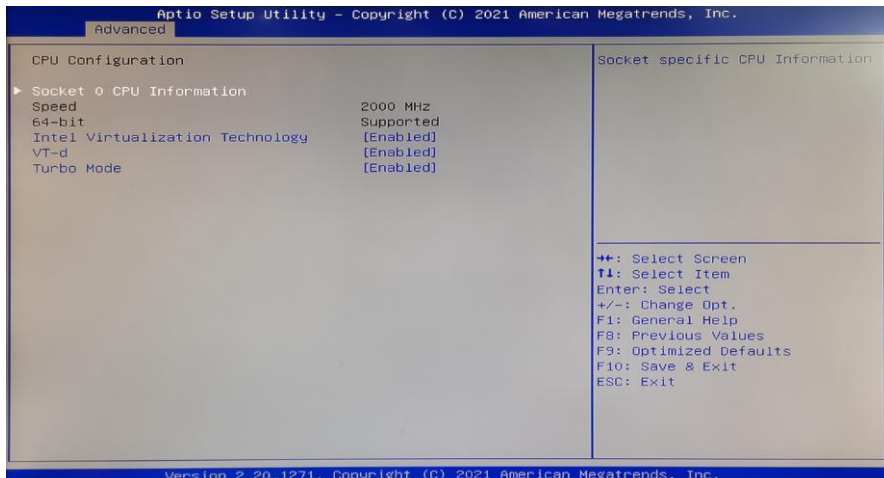 Aptio Setup Utility – Copyright (C) 2021 American Megatrends, Inc.
Advanced
CPU Configuration
Socket specific CPU Information
► Socket 0 CPU Information
Speed 2000 MHz
64-bit Supported
Intel Virtualization Technology [Enabled]
VT-d [Enabled]
Turbo Mode [Enabled]
→←: Select Screen
↑↓: Select Item
Enter: Select
+/-: Change Opt.
F1: General Help
F8: Previous Values
F9: Optimized Defaults
F10: Save & Exit
ESC: Exit
Version 2.20.1271. Copyright (C) 2021 American Megatrends, Inc.